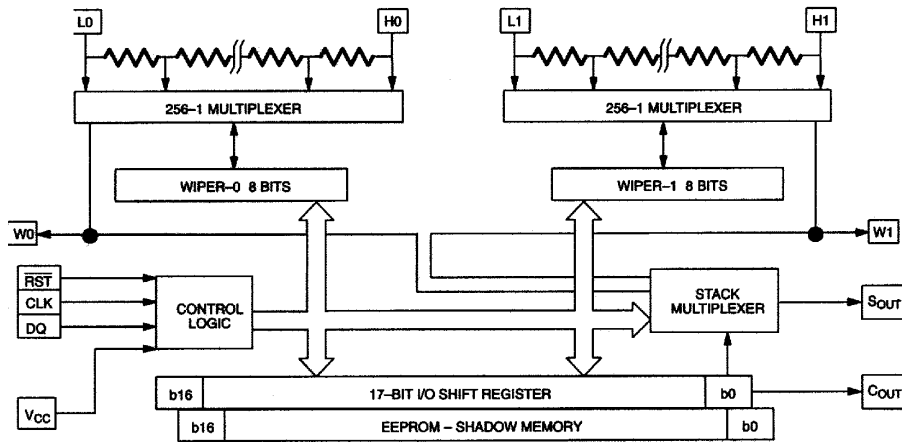 L0
H0
L1
H1
256–1 MULTIPLEXER
256–1 MULTIPLEXER
WIPER–0 8 BITS
WIPER–1 8 BITS
W0
W1
RST
CLK
DQ
CONTROL
LOGIC
STACK
MULTIPLEXER
SOUT
VCC
b16
17–BIT I/O SHIFT REGISTER
b0
COUT
b16
EEPROM – SHADOW MEMORY
b0